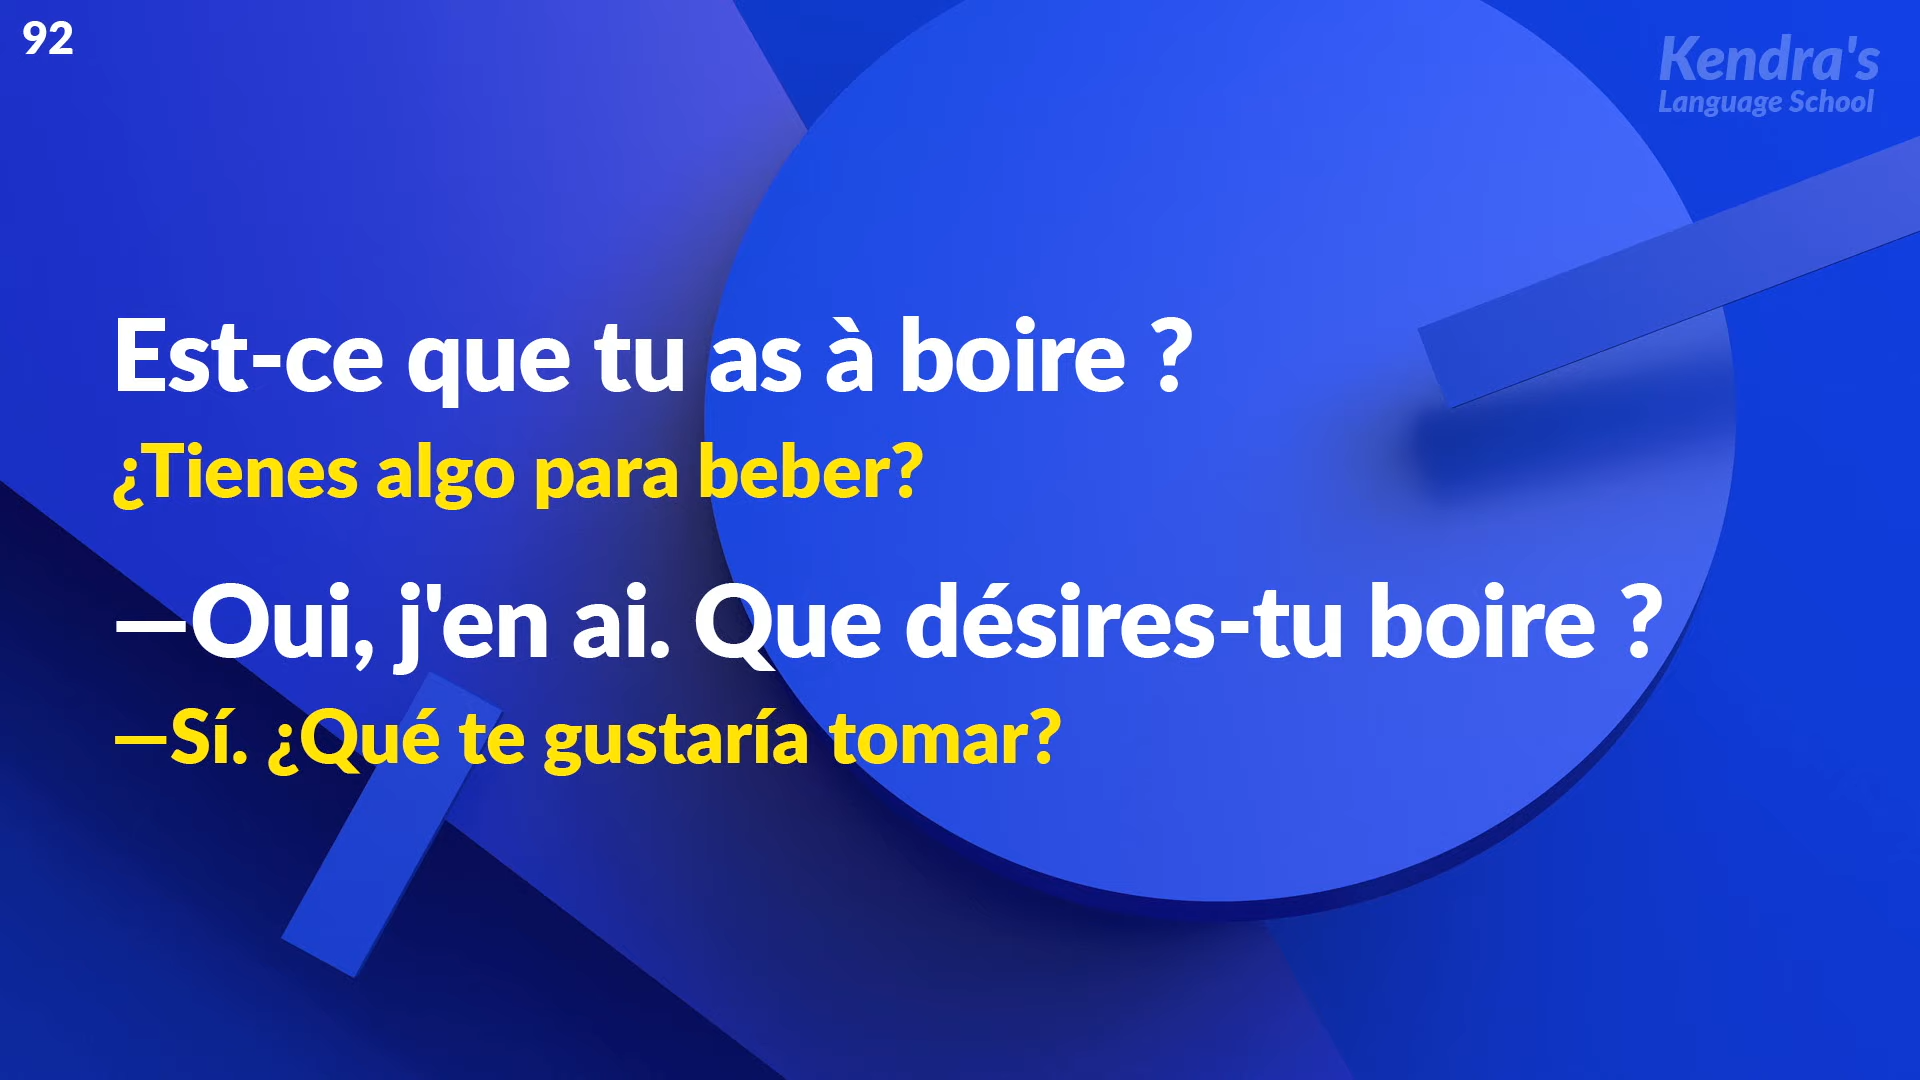 92
Kendra's
Language School
Est-ce que tu as à boire ?
¿Tienes algo para beber?
—Oui, j'en ai. Que désires-tu boire ?
—Sí. ¿Qué te gustaría tomar?